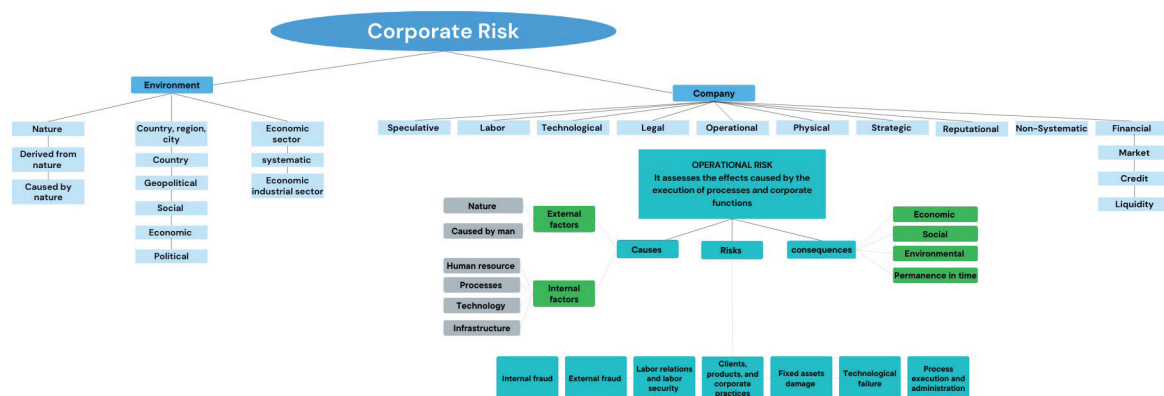 Corporate Risk
Environment
Company
Nature
Derived from
nature
Caused by
nature
Country, region,
city
Country
Geopolitical
Social
Economic
Political
Economic
sector
systematic
Economic
industrial sector
Speculative
Labor
Technological
Legal
Operational
Physical
Strategic
Reputational
Non-Systematic
Financial
Market
Credit
Liquidity
OPERATIONAL RISK
It assesses the effects caused by the
execution of processes and corporate
functions
Causes
Risks
consequences
External
factors
Nature
Caused by man
Internal
factors
Human resource
Processes
Technology
Infrastructure
Economic
Social
Environmental
Permanence in time
Internal fraud
External fraud
Labor relations
and labor
security
Clients,
products, and
corporate
practices
Fixed assets
damage
Technological
failure
Process
execution and
administration